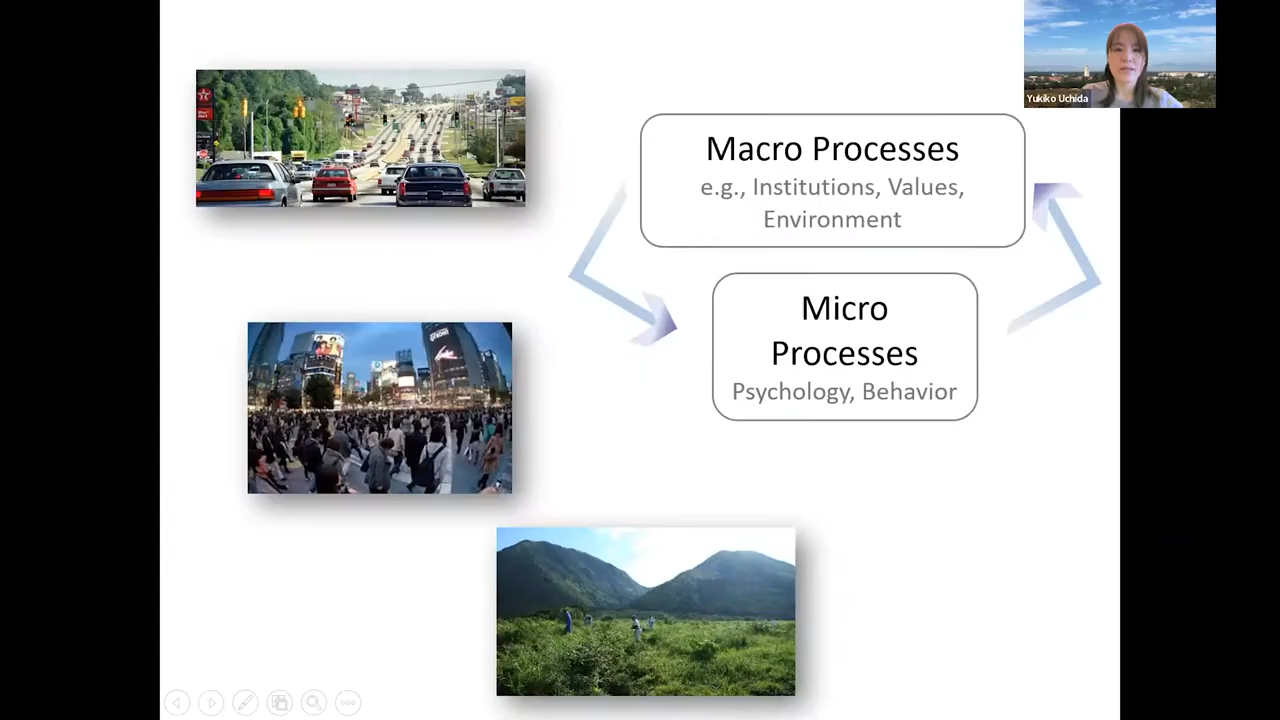 Yukiko Uchida
Macro Processes
e.g., Institutions, Values,
Environment
Micro
Processes
Psychology, Behavior